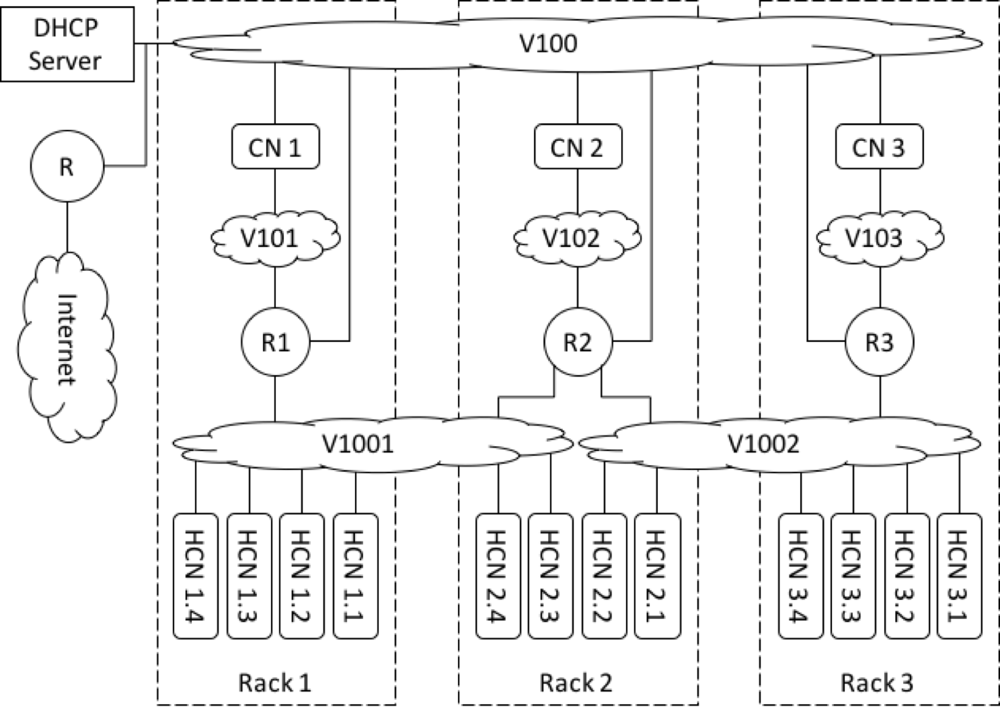 DHCP
Server
V100
R
Internet
CN 1
CN 2
CN 3
V101
V102
V103
R1
R2
R3
V1001
V1002
HCN 1.4
HCN 1.3
HCN 1.2
HCN 1.1
HCN 2.4
HCN 2.3
HCN 2.2
HCN 2.1
HCN 3.4
HCN 3.3
HCN 3.2
HCN 3.1
Rack 1
Rack 2
Rack 3